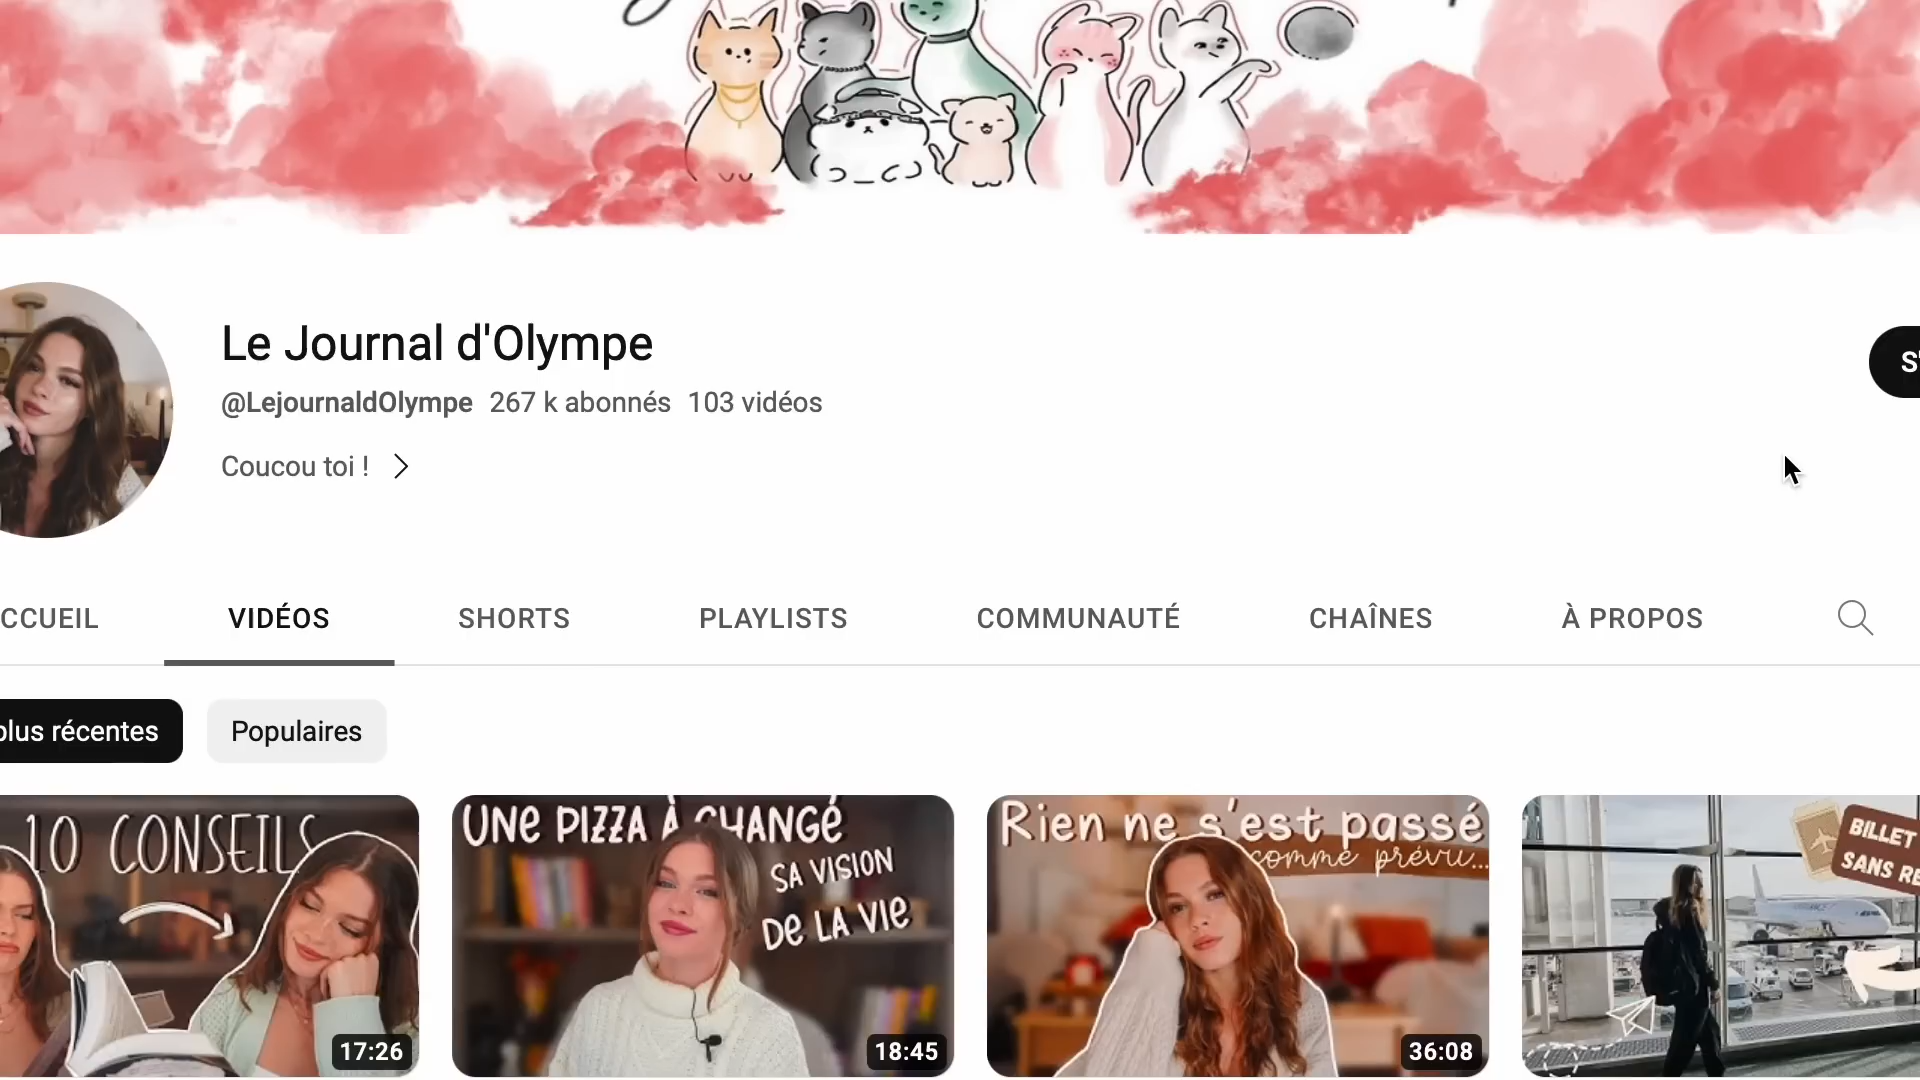 Le Journal d'Olympe
@LejournaldOlympe 267 k abonnés 103 vidéos
Coucou toi !
CCUEIL VIDÉOS SHORTS PLAYLISTS COMMUNAUTÉ CHAÎNES À PROPOS
plus récentes Populaires
10 CONSEILS
17:26
UNE PIZZA À CHANGÉ
SA VISION
DE LA VIE
18:45
Rien ne s'est passé
comme prévu...
36:08
BILLET
SANS RE